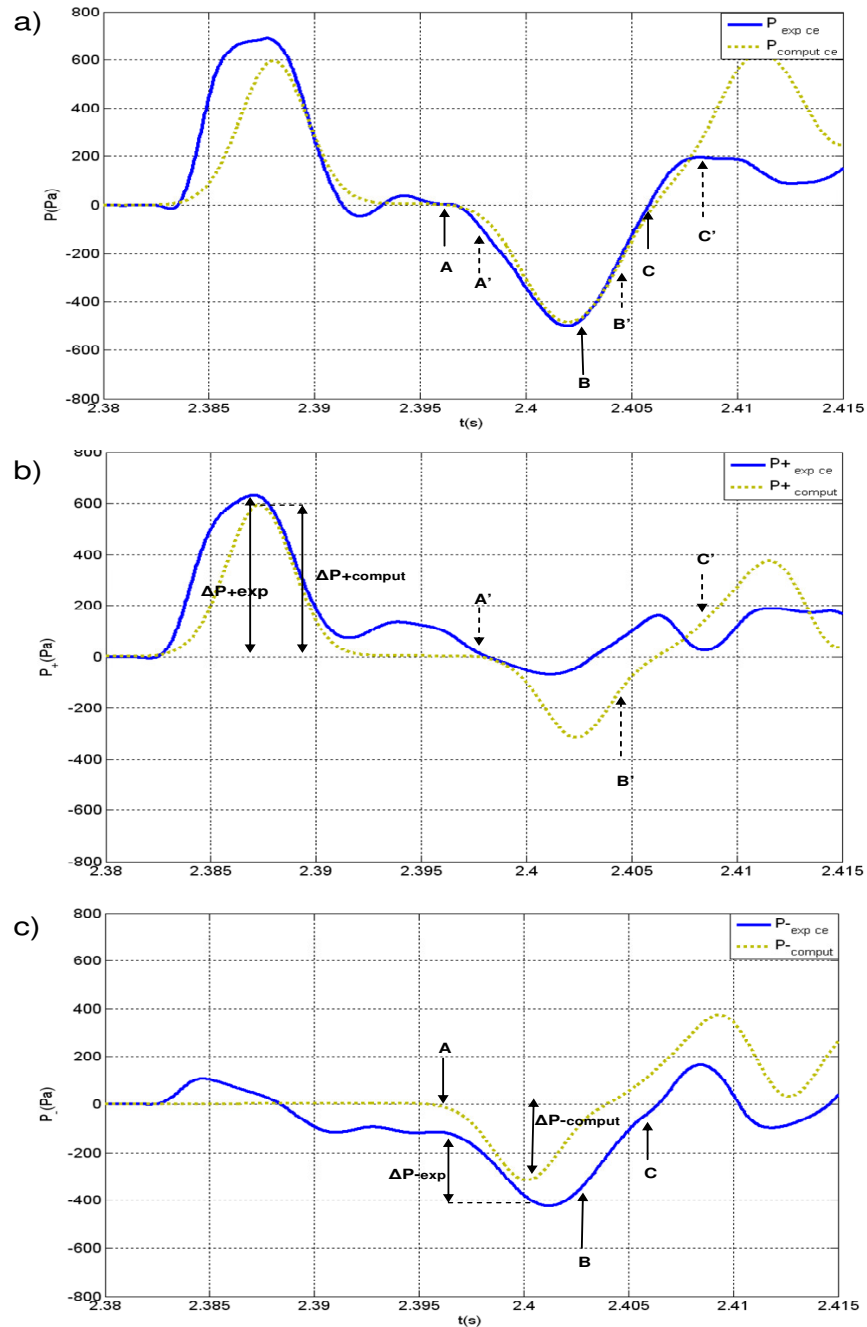 a)
P exp ce
P comput ce
800
600
400
200
0
-200
-400
-600
-800
P(Pa)
A
A'
B
B'
C
C'
2.38 2.385 2.39 2.395 2.4 2.405 2.41 2.415
t(s)
b)
P+ exp ce
P+ comput
800
600
400
200
0
-200
-400
-600
-800
P+(Pa)
ΔP+exp
ΔP+comput
A'
C'
B'
2.38 2.385 2.39 2.395 2.4 2.405 2.41 2.415
c)
P- exp ce
P- comput
800
600
400
200
0
-200
-400
-600
-800
P-(Pa)
A
ΔP-comput
ΔP-exp
C
B
2.38 2.385 2.39 2.395 2.4 2.405 2.41 2.415
t(s)